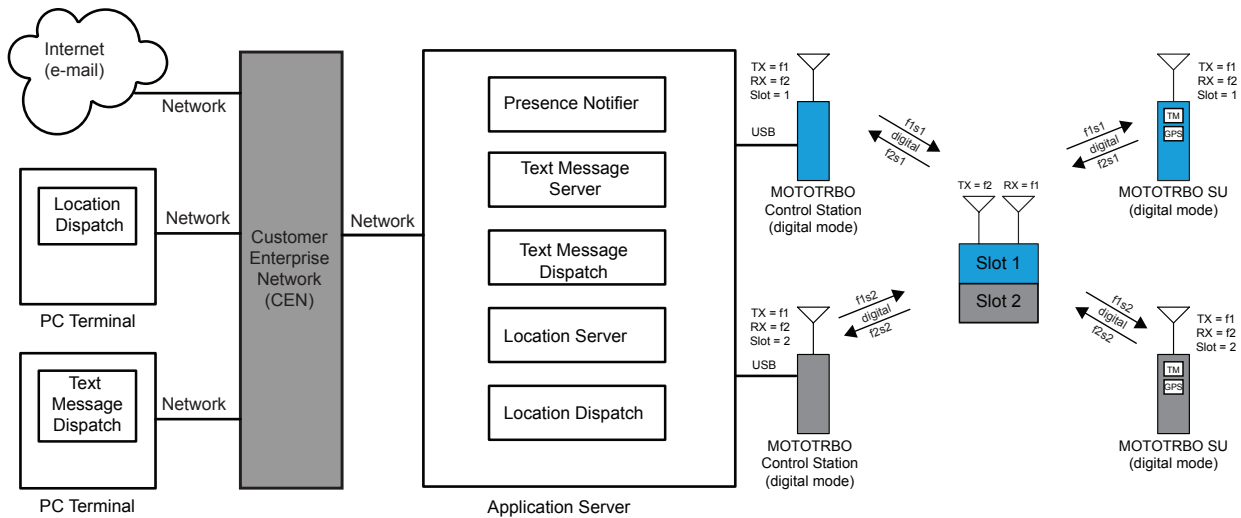 Internet
(e-mail)
Network
Location
Dispatch
Network
PC Terminal
Text
Message
Dispatch
Network
PC Terminal
Customer
Enterprise
Network
(CEN)
Network
Presence Notifier
Text Message
Server
Text Message
Dispatch
Location Server
Location Dispatch
Application Server
TX = f1
RX = f2
Slot = 1
USB
MOTOTRBO
Control Station
(digital mode)
f1s1
digital
f2s1
TX = f1
RX = f2
Slot = 2
USB
MOTOTRBO
Control Station
(digital mode)
f1s2
digital
f2s2
TX = f2
RX = f1
Slot 1
Slot 2
f1s1
digital
f2s1
TX = f1
RX = f2
Slot = 1
TM
GPS
MOTOTRBO SU
(digital mode)
f1s2
digital
f2s2
TX = f1
RX = f2
Slot = 2
TM
GPS
MOTOTRBO SU
(digital mode)